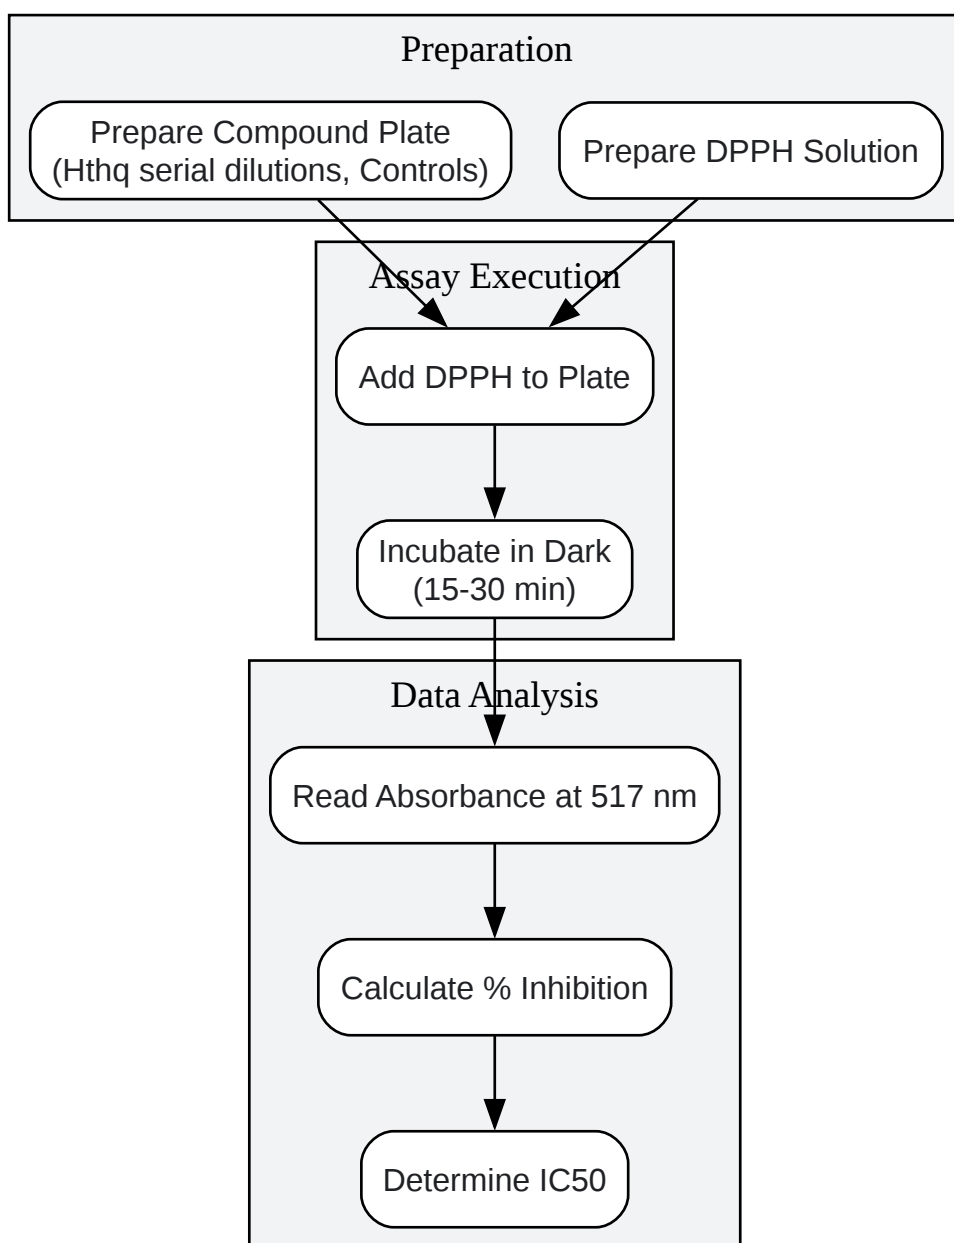 Preparation
Prepare Compound Plate
(Hthq serial dilutions, Controls)
Prepare DPPH Solution
Assay Execution
Add DPPH to Plate
Incubate in Dark
(15-30 min)
Data Analysis
Read Absorbance at 517 nm
Calculate % Inhibition
Determine IC50